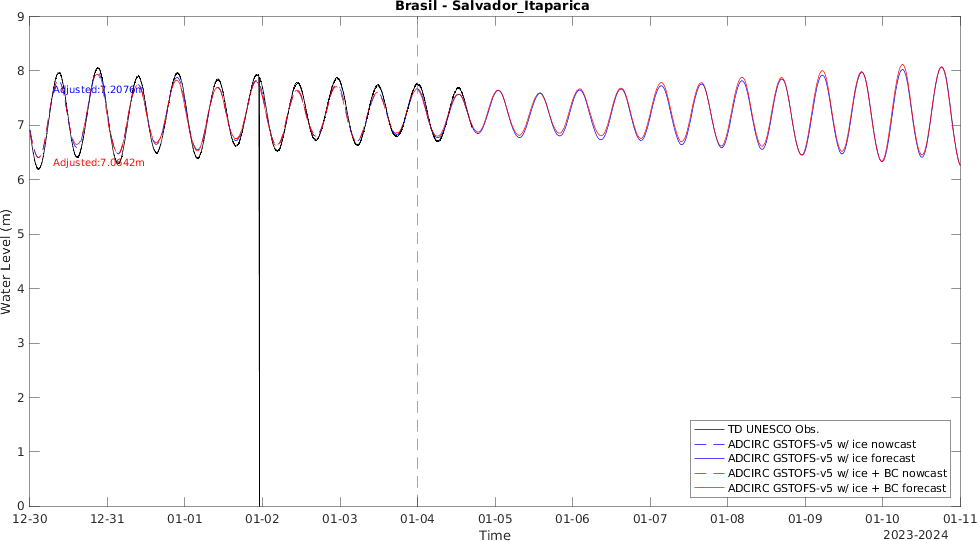 Brasil - Salvador_Itaparica
9
8
7
6
5
4
3
2
1
0
Water Level (m)
Adjusted:7.2076m
Adjusted:7.0642m
TD UNESCO Obs.
ADCIRC GSTOFS-v5 w/ ice nowcast
ADCIRC GSTOFS-v5 w/ ice forecast
ADCIRC GSTOFS-v5 w/ ice + BC nowcast
ADCIRC GSTOFS-v5 w/ ice + BC forecast
12-30 12-31 01-01 01-02 01-03 01-04 01-05 01-06 01-07 01-08 01-09 01-10 01-11
Time
2023-2024